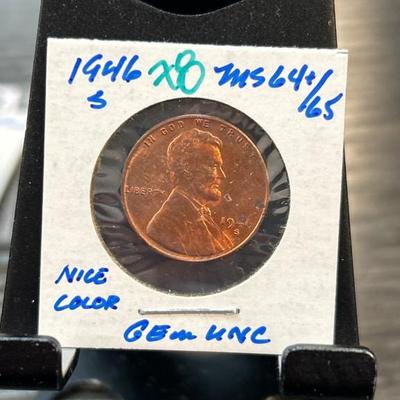 1946 x8 MS64+/65
S
IN GOD WE TRUST
LIBERTY
S
NICE
COLOR
GEM UNC